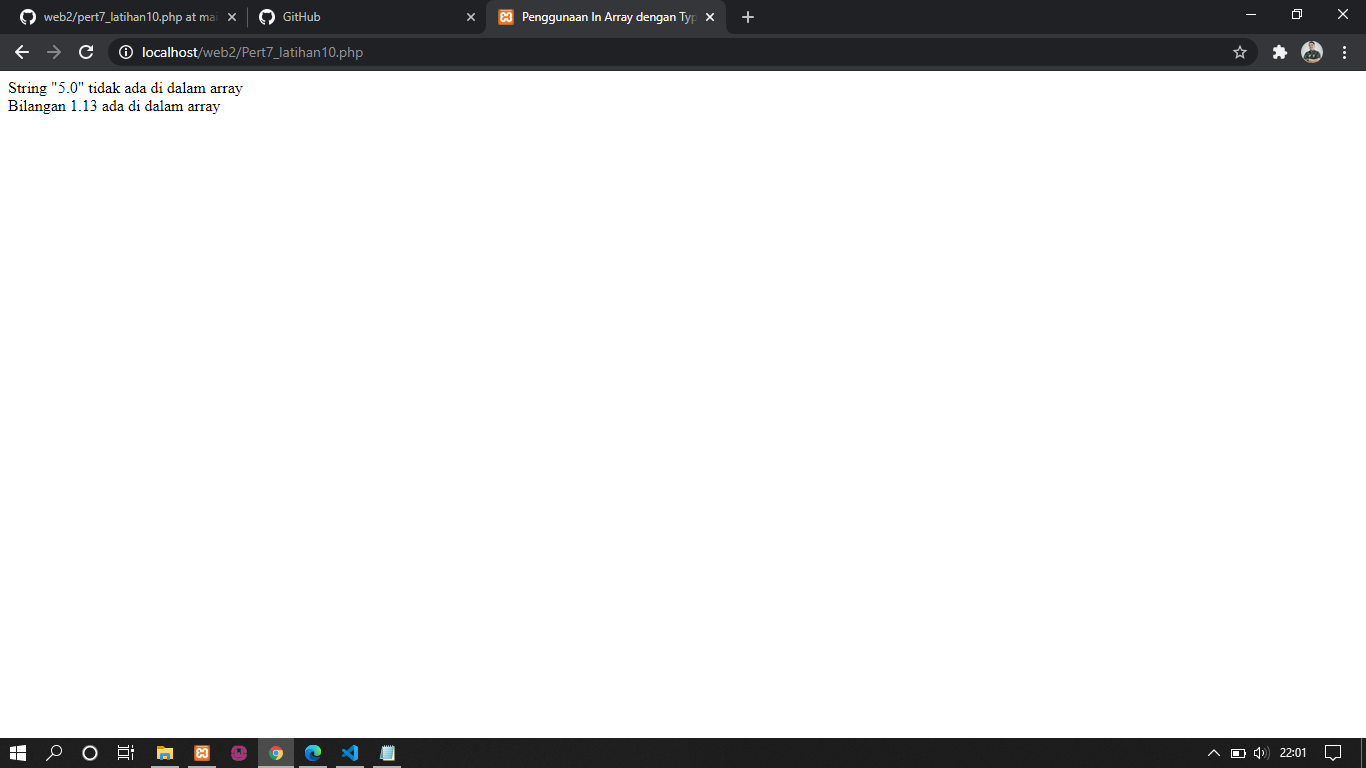 web2/pert7_latihan10.php at mai
GitHub
Penggunaan In Array dengan Typ
localhost/web2/Pert7_latihan10.php
String "5.0" tidak ada di dalam array
Bilangan 1.13 ada di dalam array
22:01